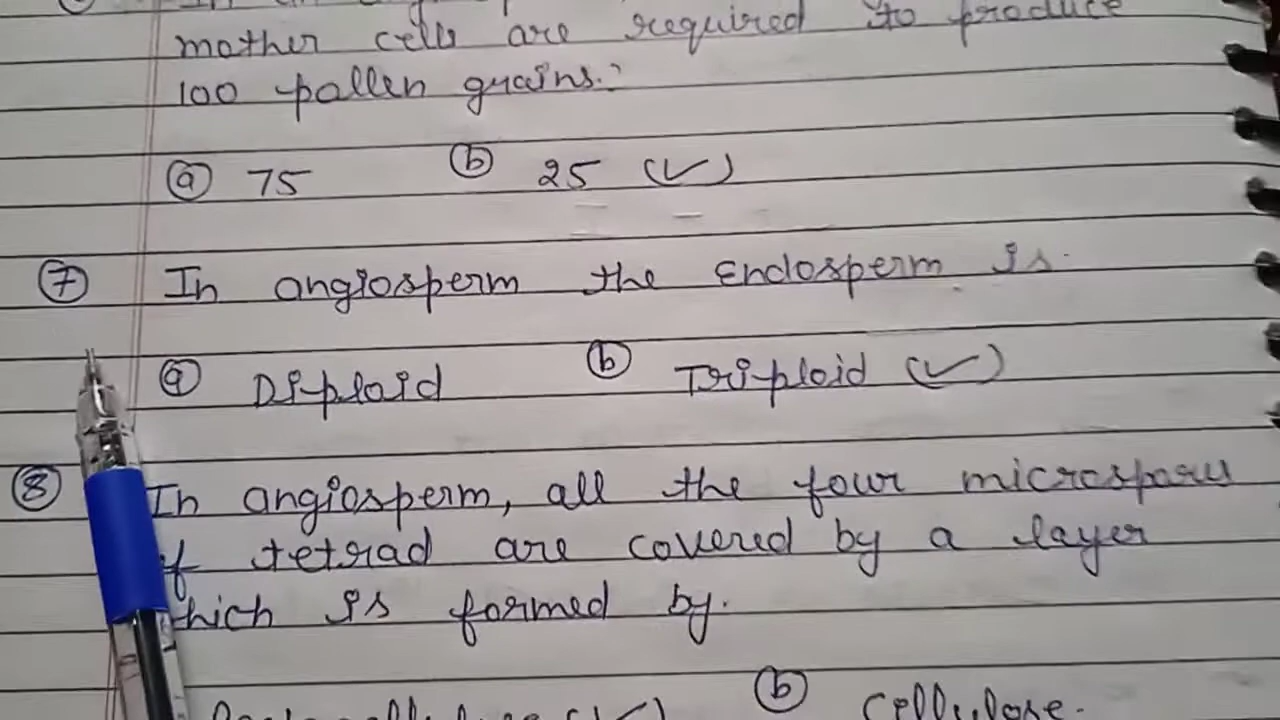 mother cells are required to produce
100 pollen grains.?
(a) 75 (b) 25 (✓)
(7) In angiosperm the Endosperm is.
(a) Diploid (b) Triploid (✓)
(8) In angiosperm, all the four microspores
of tetrad are covered by a layer
which is formed by.
(✓) (b) Cellulose.